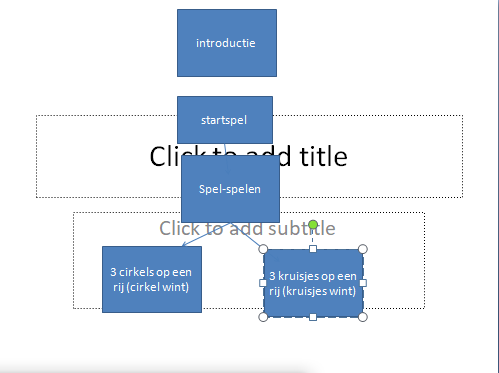 introductie
startspel
Click to add title
Spel-spelen
Click to add subtitle
3 cirkels op een
rij (cirkel wint)
3 kruisjes op een
rij (kruisjes wint)